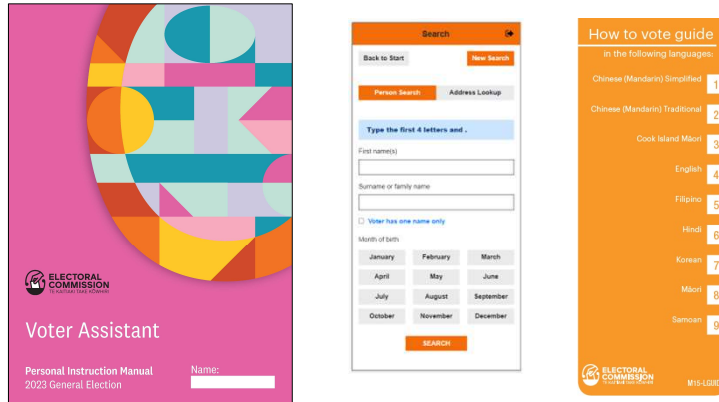 ELECTORAL
COMMISSION
TE KAITIAKI TAKE KŌWHIRI
Voter Assistant
Personal Instruction Manual
2023 General Election
Name:
Search
Back to Start
New Search
Person Search
Address Lookup
Type the first 4 letters and .
First name(s)
Surname or family name
Voter has one name only
Month of birth
January February March
April May June
July August September
October November December
SEARCH
How to vote guide
in the following languages:
Chinese (Mandarin) Simplified 1
Chinese (Mandarin) Traditional 2
Cook Island Māori 3
English 4
Filipino 5
Hindi 6
Korean 7
Māori 8
Samoan 9
ELECTORAL
COMMISSION
TE KAITIAKI TAKE KŌWHIRI